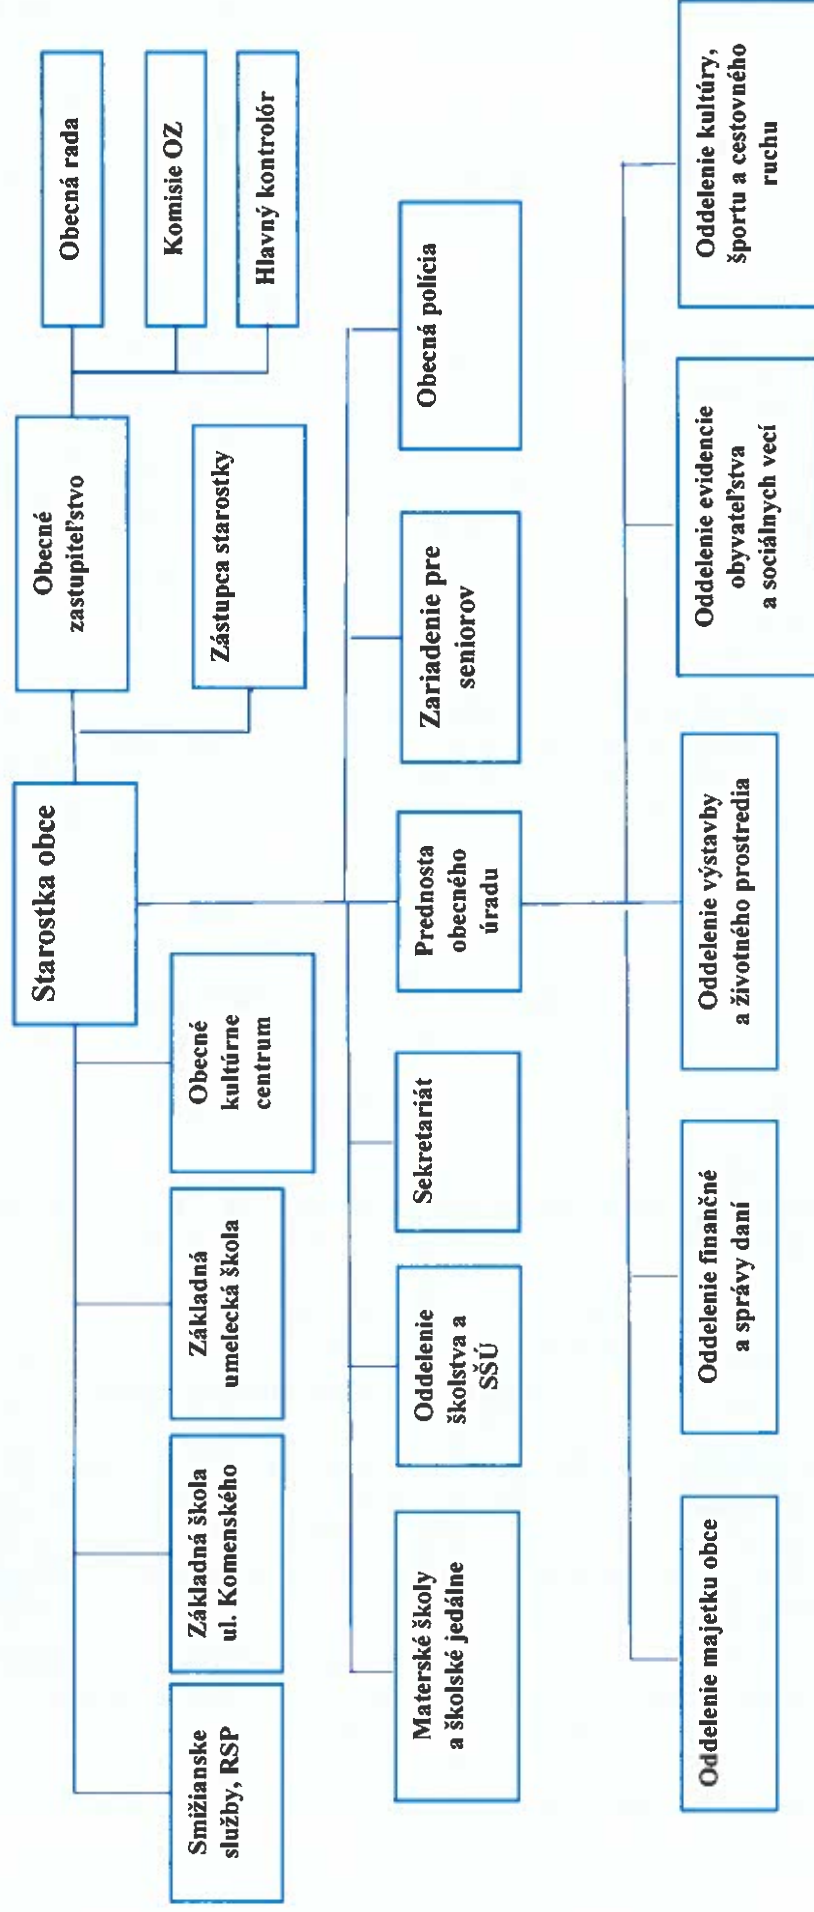 Starostka obce
Obecné
zastupiteľstvo
Obecná rada
Komisie OZ
Hlavný kontrolór
Zástupca starostky
Smižianske
služby, RSP
Základná škola
ul. Komenského
Základná
umelecká škola
Obecné
kultúrne
centrum
Materské školy
a školské jedálne
Oddelenie
školstva a
SŠÚ
Sekretariát
Prednosta
obecného
úradu
Zariadenie pre
seniorov
Obecná polícia
Oddelenie majetku obce
Oddelenie finančné
a správy daní
Oddelenie výstavby
a životného prostredia
Oddelenie evidencie
obyvateľstva
a sociálnych vecí
Oddelenie kultúry,
športu a cestovného
ruchu